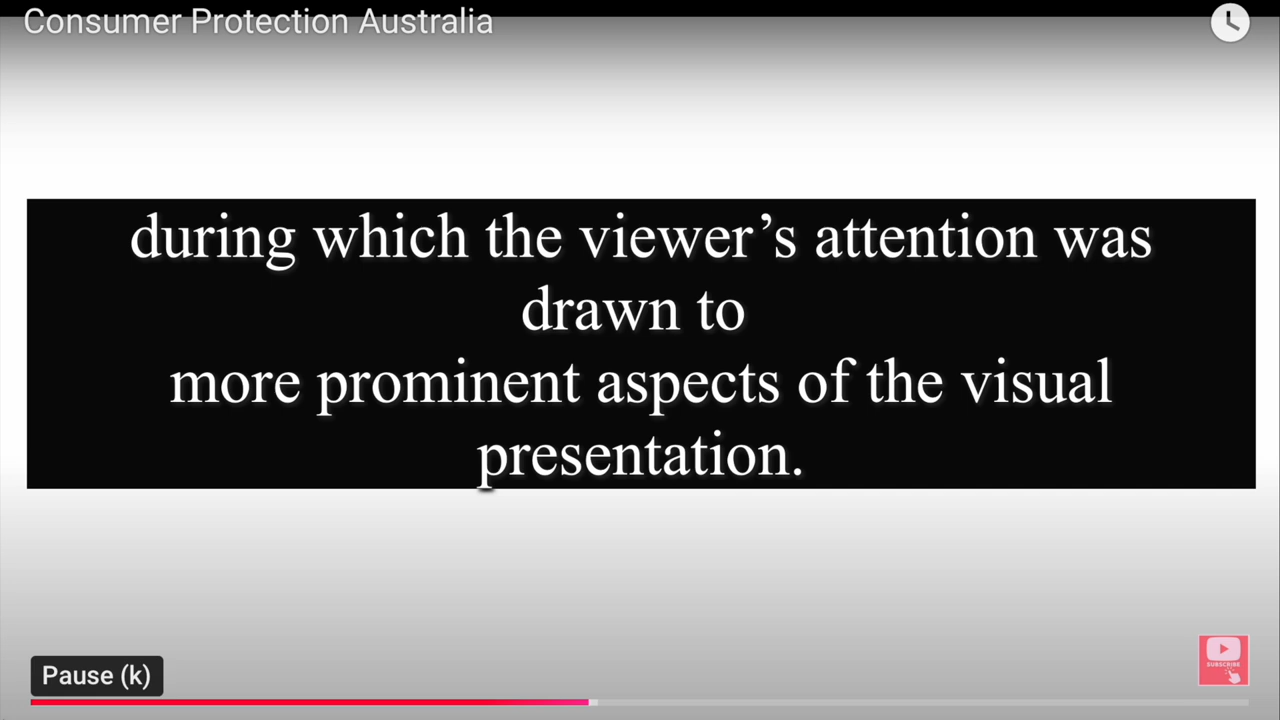 Consumer Protection Australia
during which the viewer’s attention was
drawn to
more prominent aspects of the visual
presentation.
SUBSCRIBE
Pause (k)